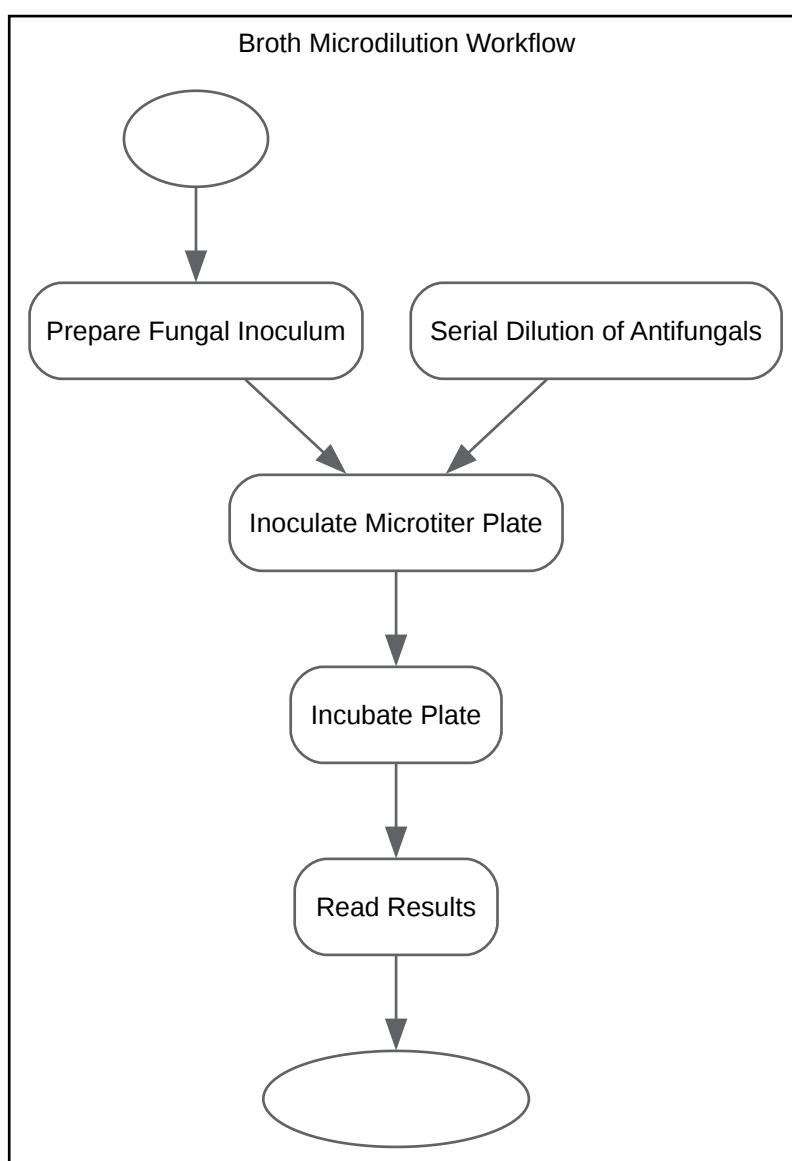 Broth Microdilution Workflow
Prepare Fungal Inoculum
Serial Dilution of Antifungals
Inoculate Microtiter Plate
Incubate Plate
Read Results